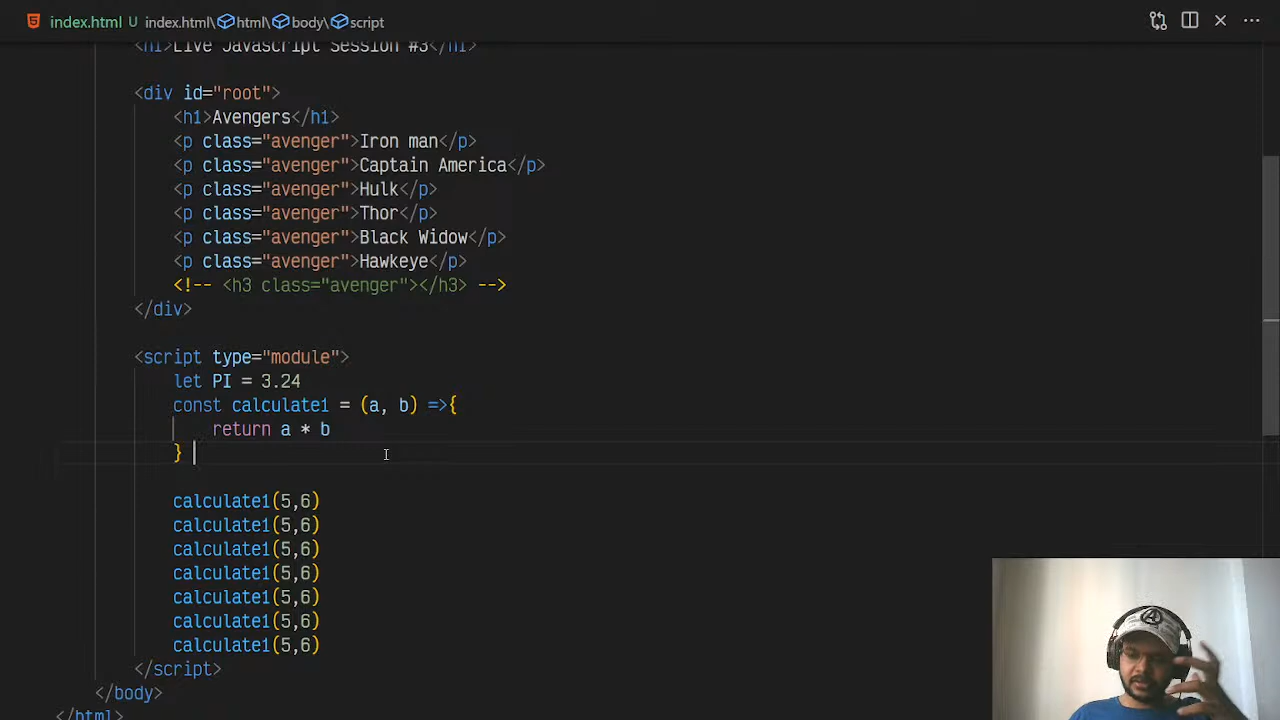 index.html U index.html\html\body\script
<h1>Live Javascript Session #3</h1>
<div id="root">
<h1>Avengers</h1>
<p class="avenger">Iron man</p>
<p class="avenger">Captain America</p>
<p class="avenger">Hulk</p>
<p class="avenger">Thor</p>
<p class="avenger">Black Widow</p>
<p class="avenger">Hawkeye</p>
<!-- <h3 class="avenger"></h3> -->
</div>
<script type="module">
let PI = 3.24
const calculate1 = (a, b) =>{
return a * b
}
calculate1(5,6)
calculate1(5,6)
calculate1(5,6)
calculate1(5,6)
calculate1(5,6)
calculate1(5,6)
calculate1(5,6)
</script>
</body>
</html>